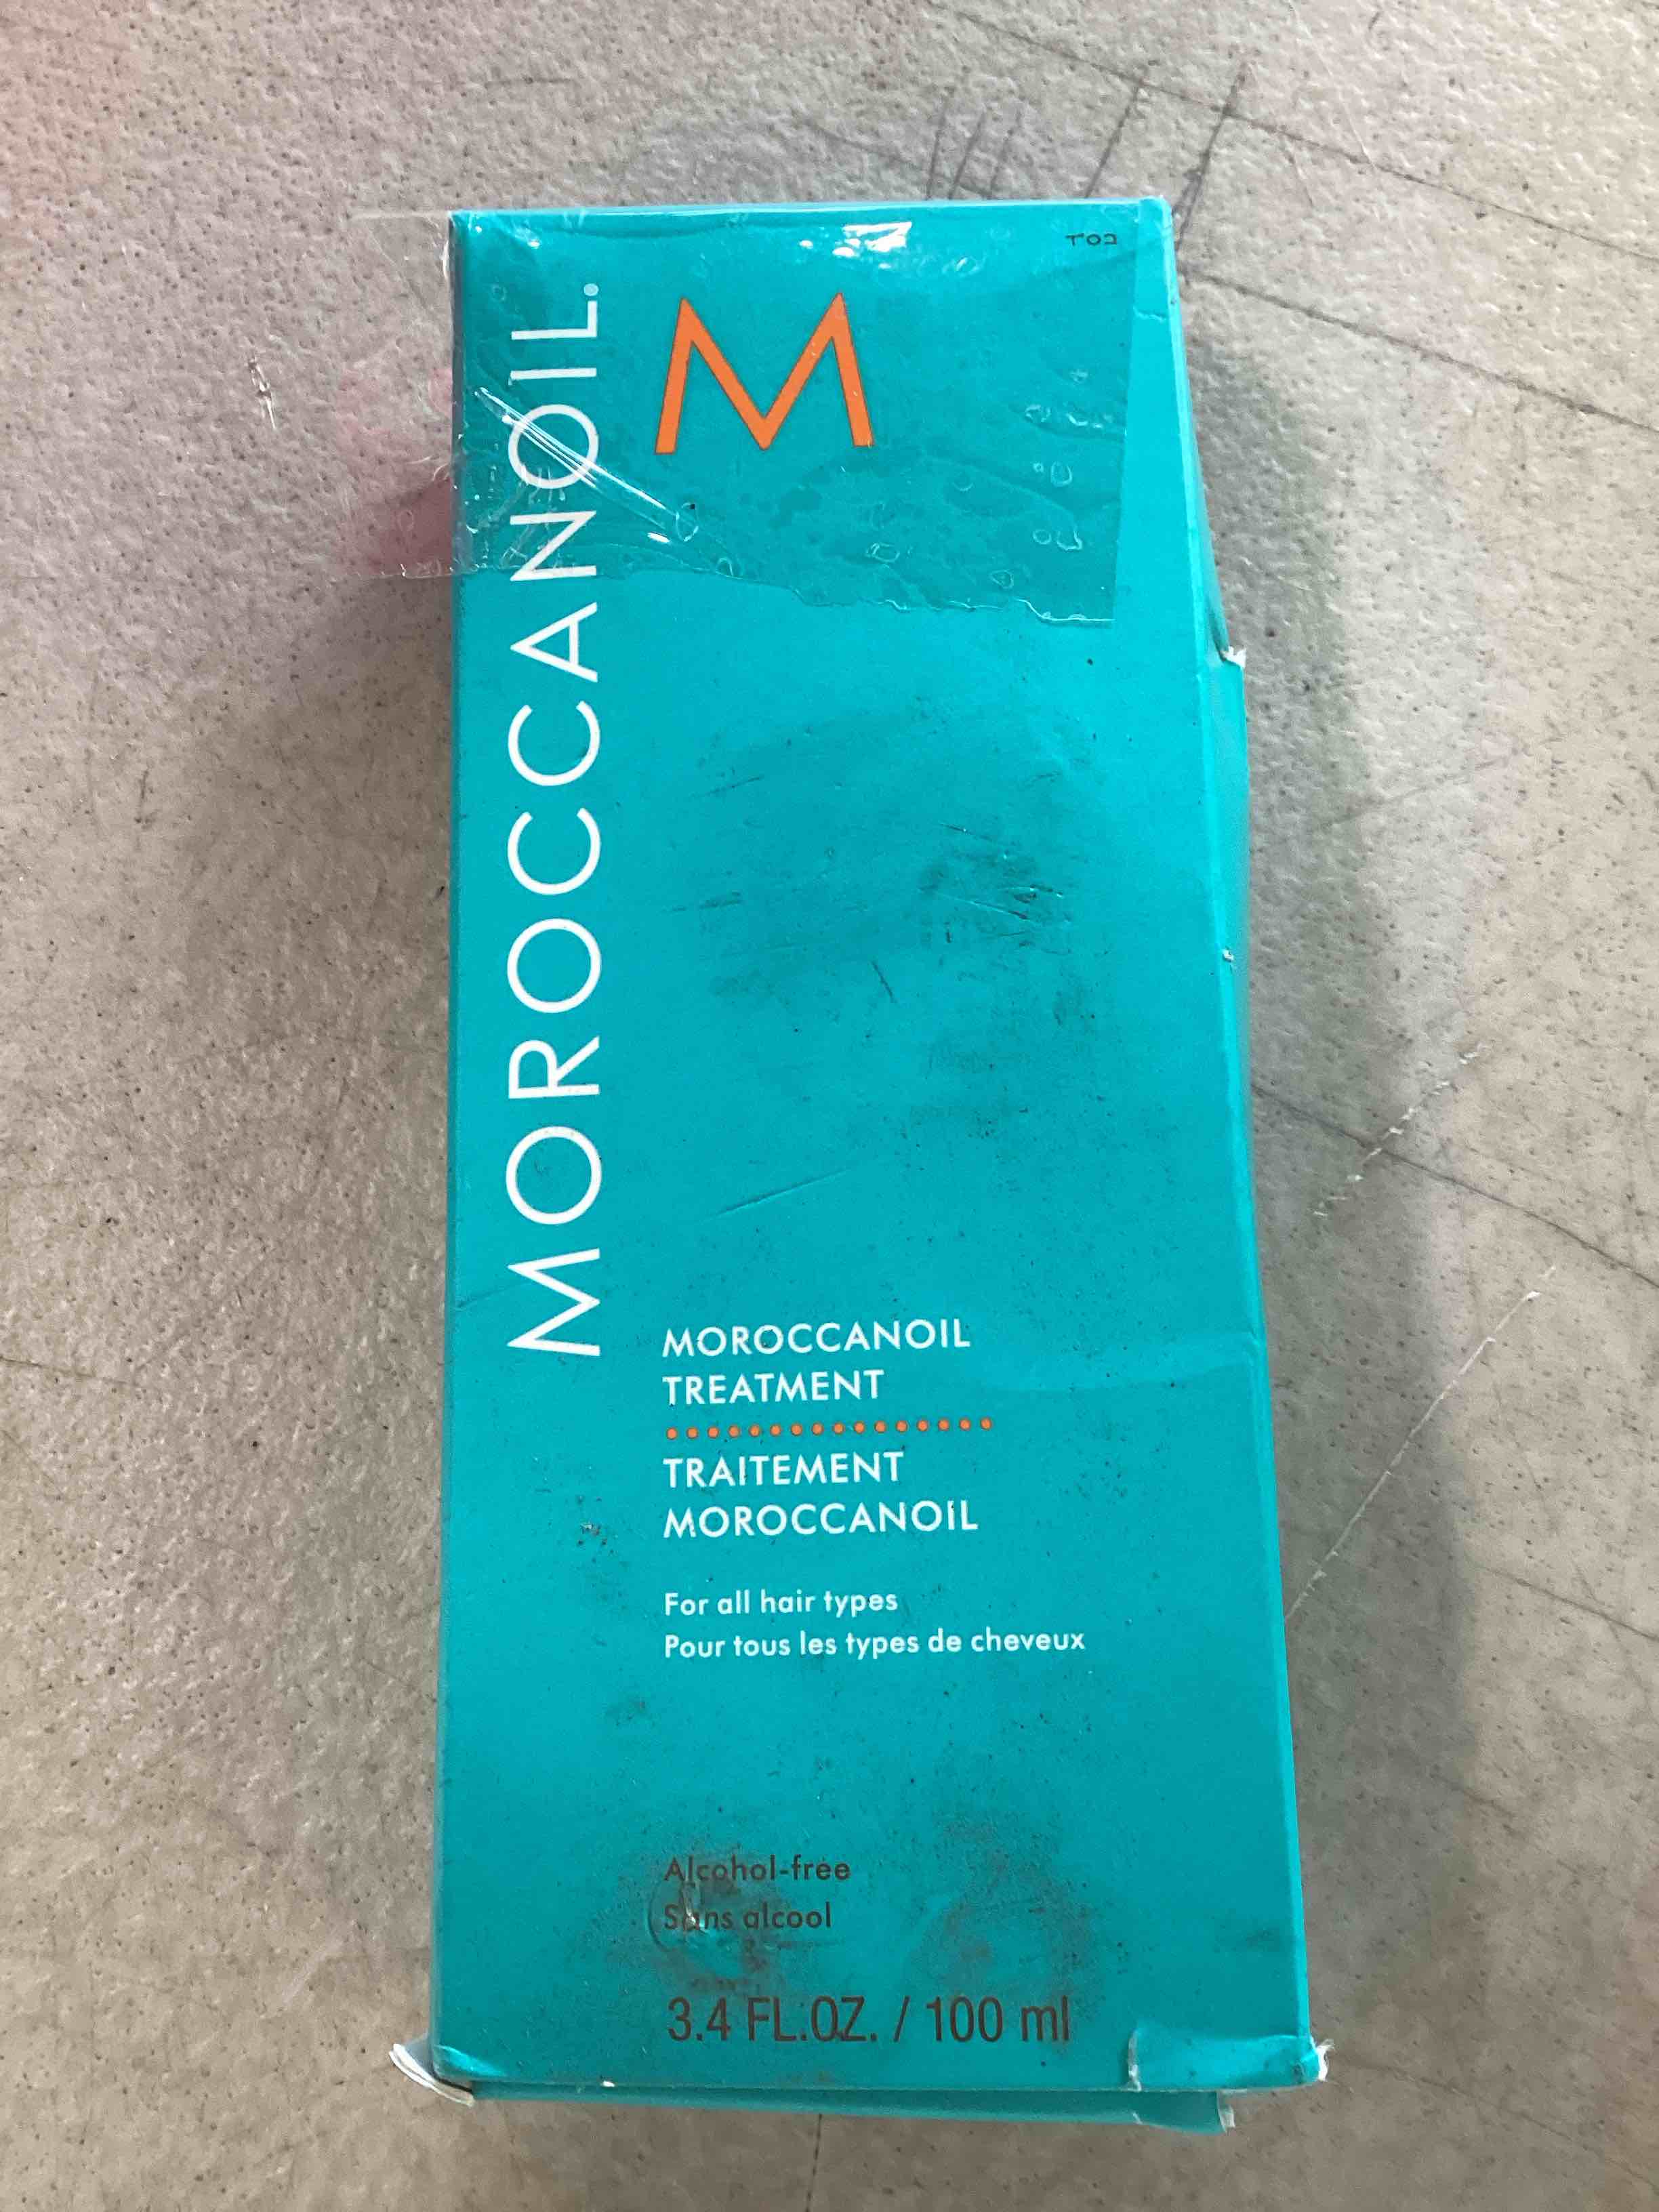 בס"ד
M
MOROCCANOIL.
MOROCCANOIL
TREATMENT
TRAITEMENT
MOROCCANOIL
For all hair types
Pour tous les types de cheveux
Alcohol-free
Sans alcool
3.4 FL.OZ. / 100 ml